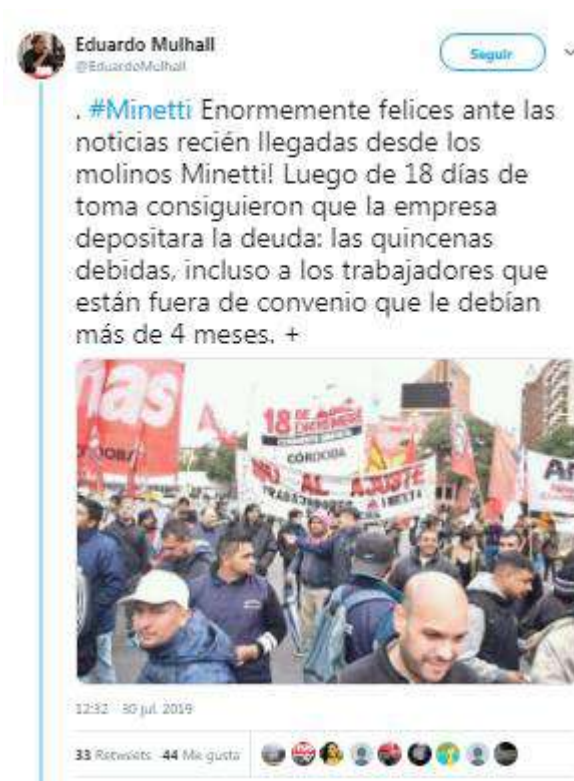 Eduardo Mulhall
@EduardoMulhall
Seguir
. #Minetti Enormemente felices ante las
noticias recién llegadas desde los
molinos Minetti! Luego de 18 días de
toma consiguieron que la empresa
depositara la deuda: las quincenas
debidas, incluso a los trabajadores que
están fuera de convenio que le debían
más de 4 meses. +
nas
18 DE
DICIEMBRE
CÓRDOBA
AL AJUSTE
12:32 30 jul. 2019
33 Retweets 44 Me gusta